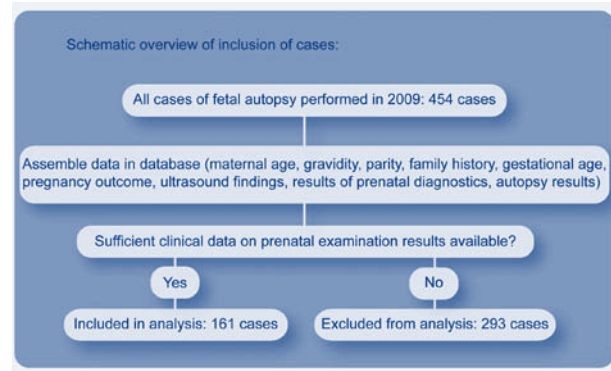 Schematic overview of inclusion of cases:
All cases of fetal autopsy performed in 2009: 454 cases
Assemble data in database (maternal age, gravidity, parity, family history, gestational age,
pregnancy outcome, ultrasound findings, results of prenatal diagnostics, autopsy results)
Sufficient clinical data on prenatal examination results available?
Yes
No
Included in analysis: 161 cases
Excluded from analysis: 293 cases